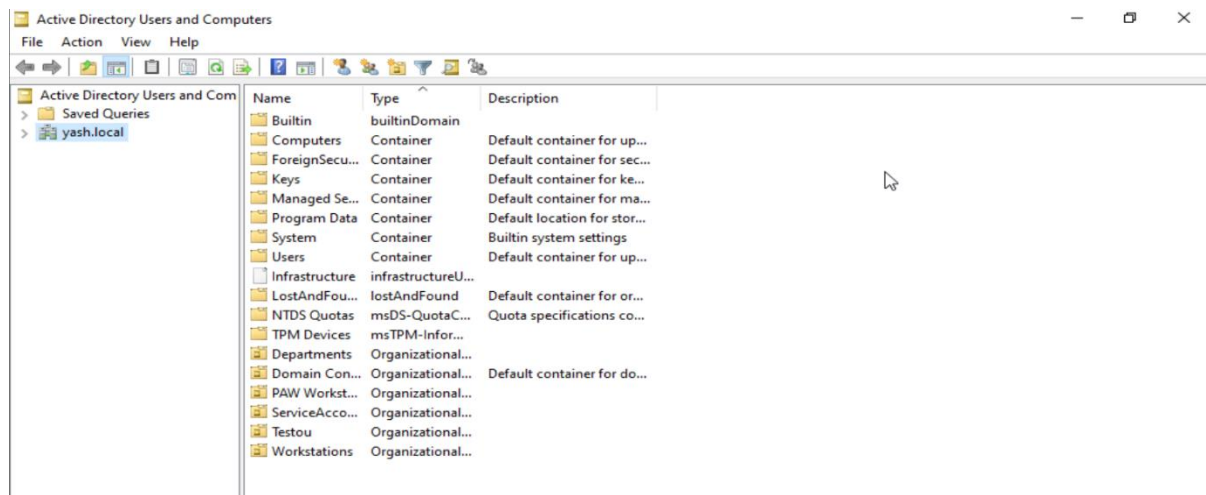 Active Directory Users and Computers
File Action View Help
Active Directory Users and Com
Saved Queries
yash.local
Name Type Description
Builtin builtinDomain
Computers Container Default container for up...
ForeignSecu... Container Default container for sec...
Keys Container Default container for ke...
Managed Se... Container Default container for ma...
Program Data Container Default location for stor...
System Container Builtin system settings
Users Container Default container for up...
Infrastructure infrastructureU...
LostAndFou... lostAndFound Default container for or...
NTDS Quotas msDS-QuotaC... Quota specifications co...
TPM Devices msTPM-Infor...
Departments Organizational...
Domain Con... Organizational... Default container for do...
PAW Workst... Organizational...
ServiceAcco... Organizational...
Testou Organizational...
Workstations Organizational...